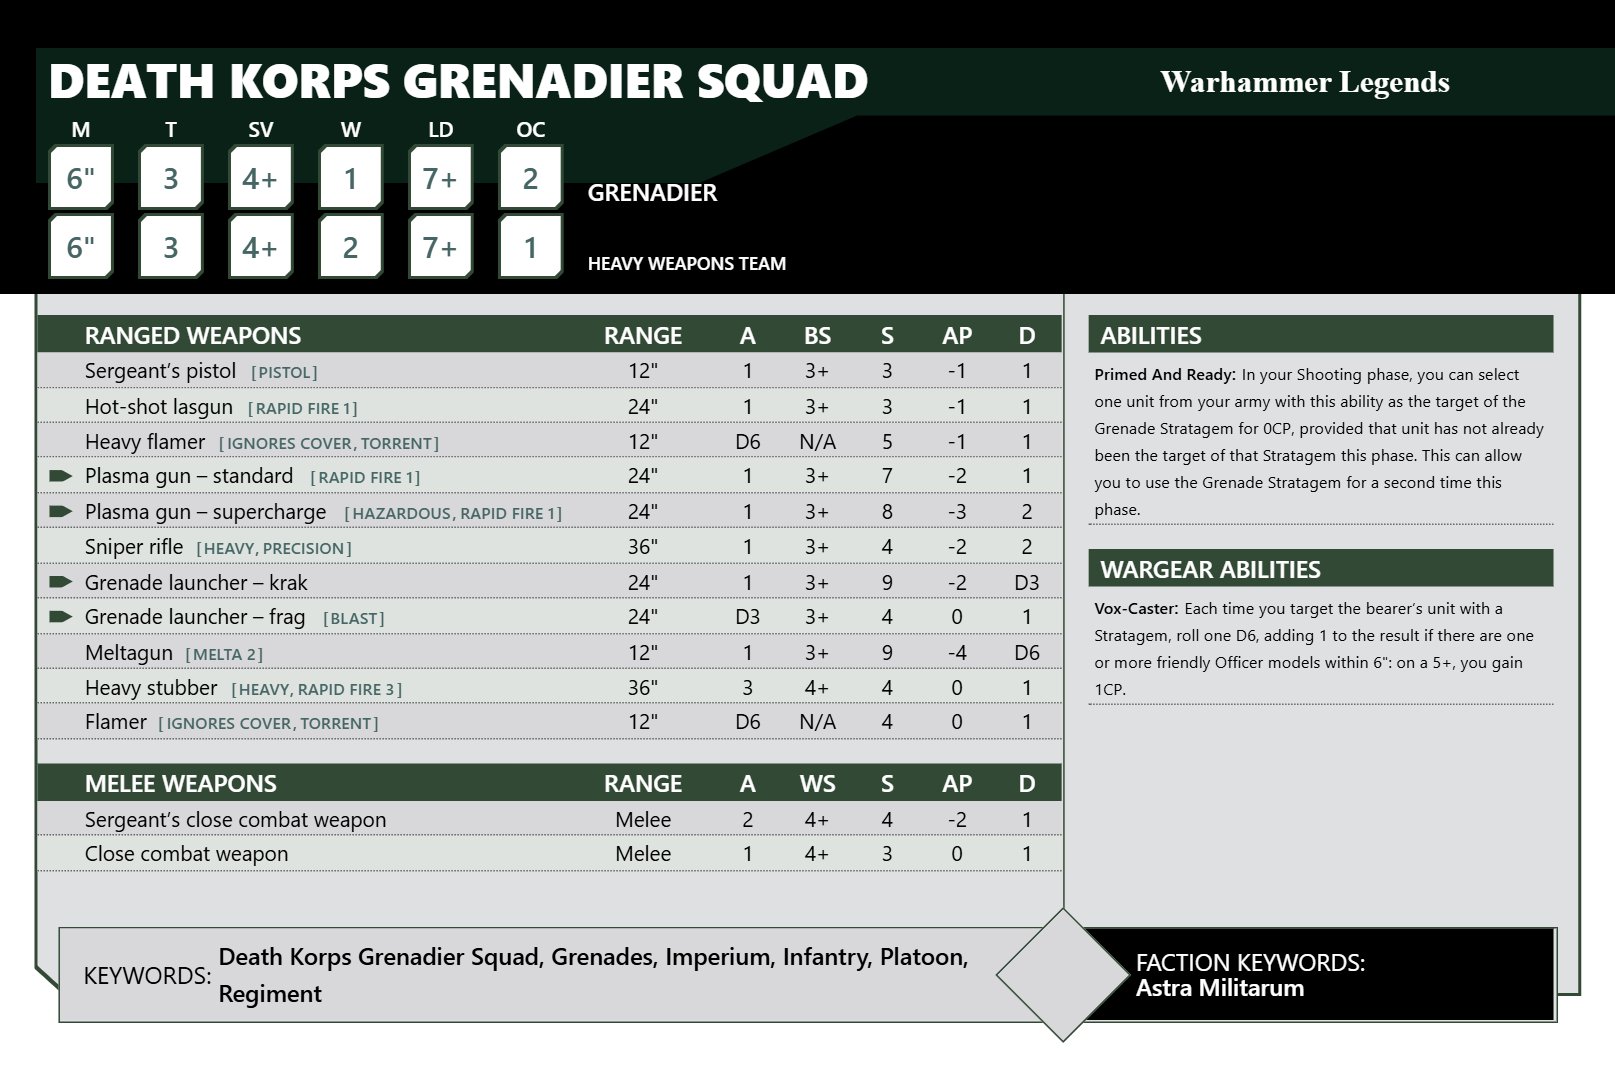 DEATH KORPS GRENADIER SQUAD
Warhammer Legends
M T SV W LD OC
6" 3 4+ 1 7+ 2 GRENADIER
6" 3 4+ 2 7+ 1 HEAVY WEAPONS TEAM
RANGED WEAPONS RANGE A BS S AP D
Sergeant’s pistol [PISTOL] 12" 1 3+ 3 -1 1
Hot-shot lasgun [RAPID FIRE 1] 24" 1 3+ 3 -1 1
Heavy flamer [IGNORES COVER, TORRENT] 12" D6 N/A 5 -1 1
Plasma gun – standard [RAPID FIRE 1] 24" 1 3+ 7 -2 1
Plasma gun – supercharge [HAZARDOUS, RAPID FIRE 1] 24" 1 3+ 8 -3 2
Sniper rifle [HEAVY, PRECISION] 36" 1 3+ 4 -2 2
Grenade launcher – krak 24" 1 3+ 9 -2 D3
Grenade launcher – frag [BLAST] 24" D3 3+ 4 0 1
Meltagun [MELTA 2] 12" 1 3+ 9 -4 D6
Heavy stubber [HEAVY, RAPID FIRE 3] 36" 3 4+ 4 0 1
Flamer [IGNORES COVER, TORRENT] 12" D6 N/A 4 0 1
MELEE WEAPONS RANGE A WS S AP D
Sergeant’s close combat weapon Melee 2 4+ 4 -2 1
Close combat weapon Melee 1 4+ 3 0 1
ABILITIES
Primed And Ready: In your Shooting phase, you can select
one unit from your army with this ability as the target of the
Grenade Stratagem for 0CP, provided that unit has not already
been the target of that Stratagem this phase. This can allow
you to use the Grenade Stratagem for a second time this
phase.
WARGEAR ABILITIES
Vox-Caster: Each time you target the bearer’s unit with a
Stratagem, roll one D6, adding 1 to the result if there are one
or more friendly Officer models within 6": on a 5+, you gain
1CP.
KEYWORDS: Death Korps Grenadier Squad, Grenades, Imperium, Infantry, Platoon,
Regiment
FACTION KEYWORDS:
Astra Militarum